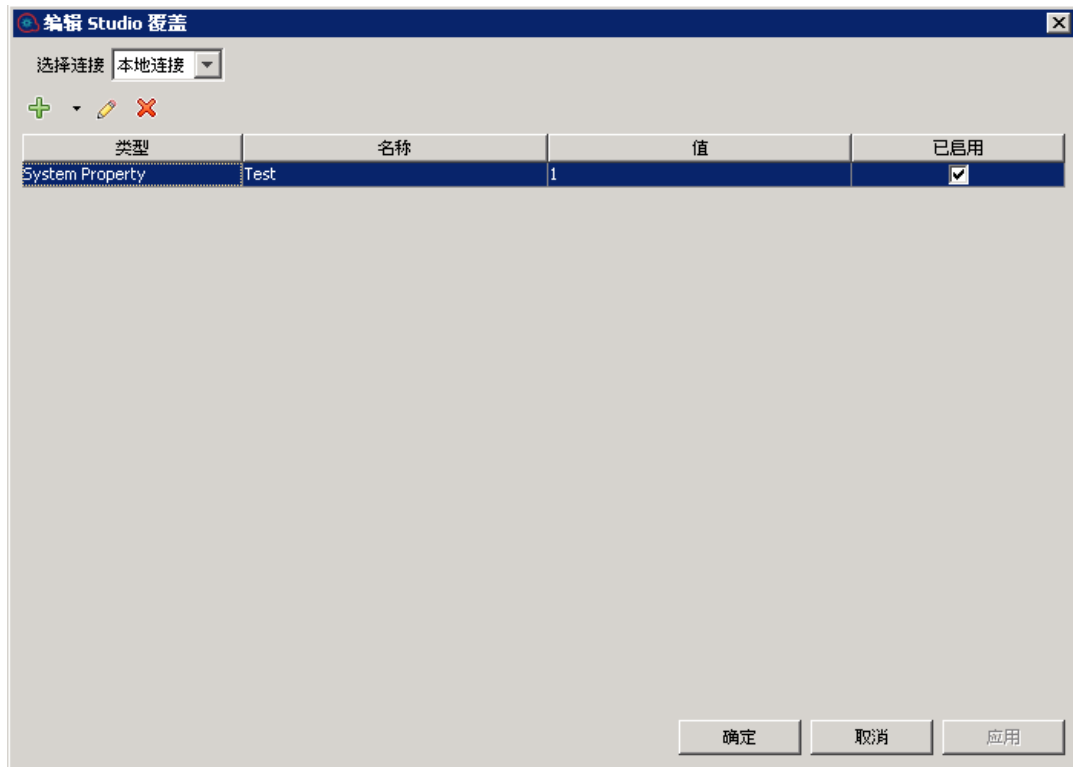 编辑 Studio 覆盖
选择连接 本地连接
类型 名称 值 已启用
System Property Test 1
确定 取消 应用